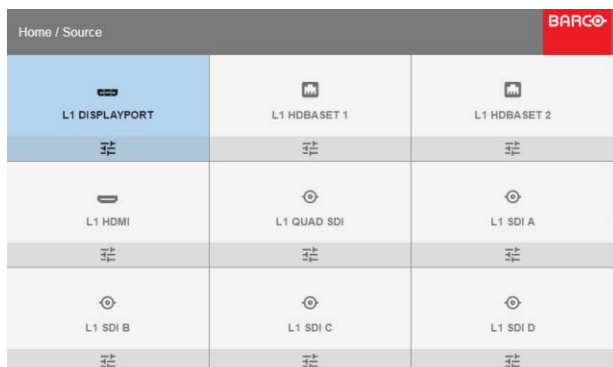 Home / Source
BARCO
L1 DISPLAYPORT
L1 HDBASET 1
L1 HDBASET 2
L1 HDMI
L1 QUAD SDI
L1 SDI A
L1 SDI B
L1 SDI C
L1 SDI D